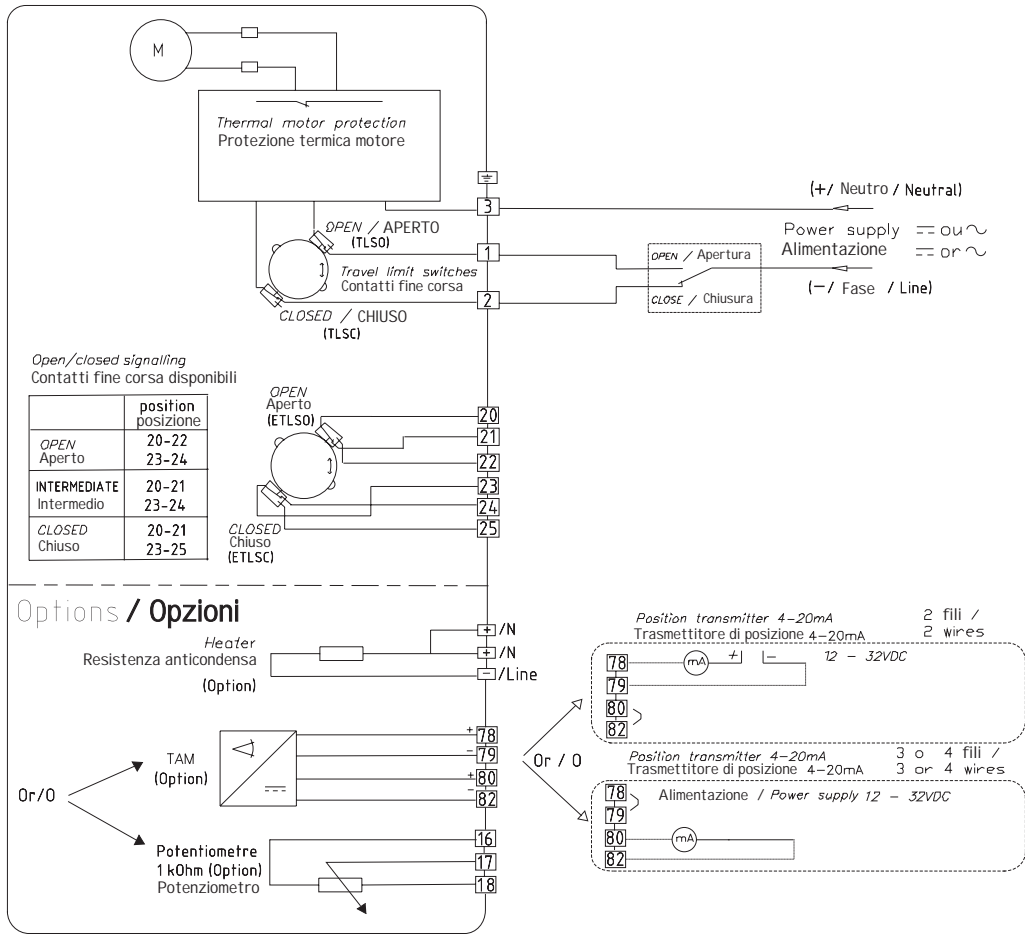 M
Thermal motor protection
Protezione termica motore
3
(+/ Neutro / Neutral)
OPEN / APERTO
(TLSO)
1
Power supply ⎓ ou ∿
Alimentazione ⎓ or ∿
OPEN / Apertura
Travel limit switches
Contatti fine corsa
2
CLOSE / Chiusura
(−/ Fase / Line)
CLOSED / CHIUSO
(TLSC)
Open/closed signalling
Contatti fine corsa disponibili
position
posizione
OPEN
Aperto
20-22
23-24
INTERMEDIATE
Intermedio
20-21
23-24
CLOSED
Chiuso
20-21
23-25
OPEN
Aperto
(ETLSO)
20
21
22
23
24
25
CLOSED
Chiuso
(ETLSC)
Options / Opzioni
Heater
Resistenza anticondensa
(Option)
+ /N
+ /N
− /Line
Or/O
TAM
(Option)
+ 78
− 79
+ 80
− 82
Potentiometre
1 kOhm (Option)
Potenziometro
16
17
18
Or / O
Position transmitter 4-20mA
Trasmettitore di posizione 4-20mA
2 fili /
2 wires
78
79
80
82
mA
+ −
12 - 32VDC
Position transmitter 4-20mA
Trasmettitore di posizione 4-20mA
3 o 4 fili /
3 or 4 wires
78
79
80
82
Alimentazione / Power supply 12 - 32VDC
mA